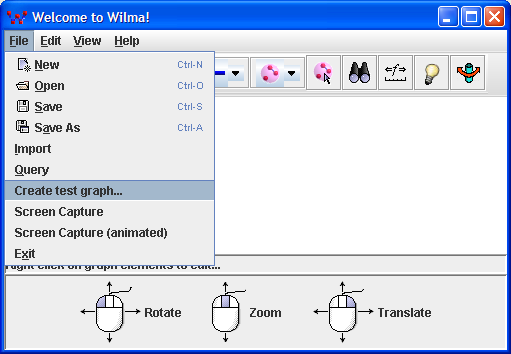 Welcome to Wilma!
File Edit View Help
New Ctrl-N
Open Ctrl-O
Save Ctrl-S
Save As Ctrl-A
Import
Query
Create test graph...
Screen Capture
Screen Capture (animated)
Exit
right click on graph elements to edit...
Rotate Zoom Translate